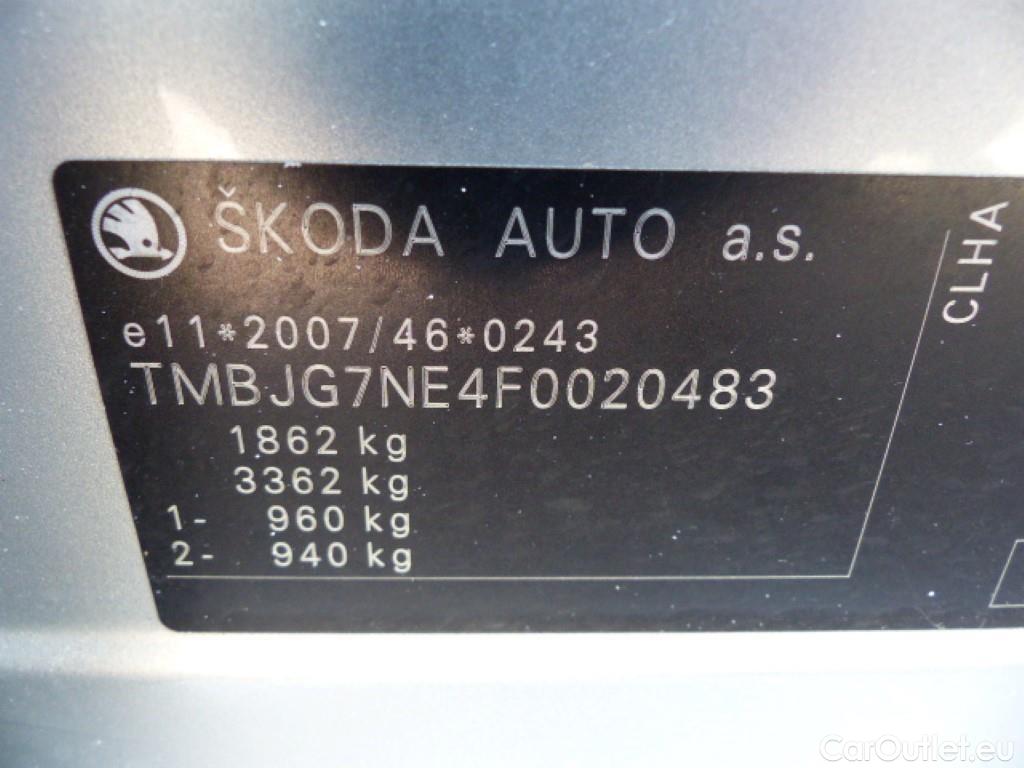 ŠKODA AUTO a.s.
e11*2007/46*0243
TMBJG7NE4F0020483
1862 kg
3362 kg
1- 960 kg
2- 940 kg
CLHA
CarOutlet.eu